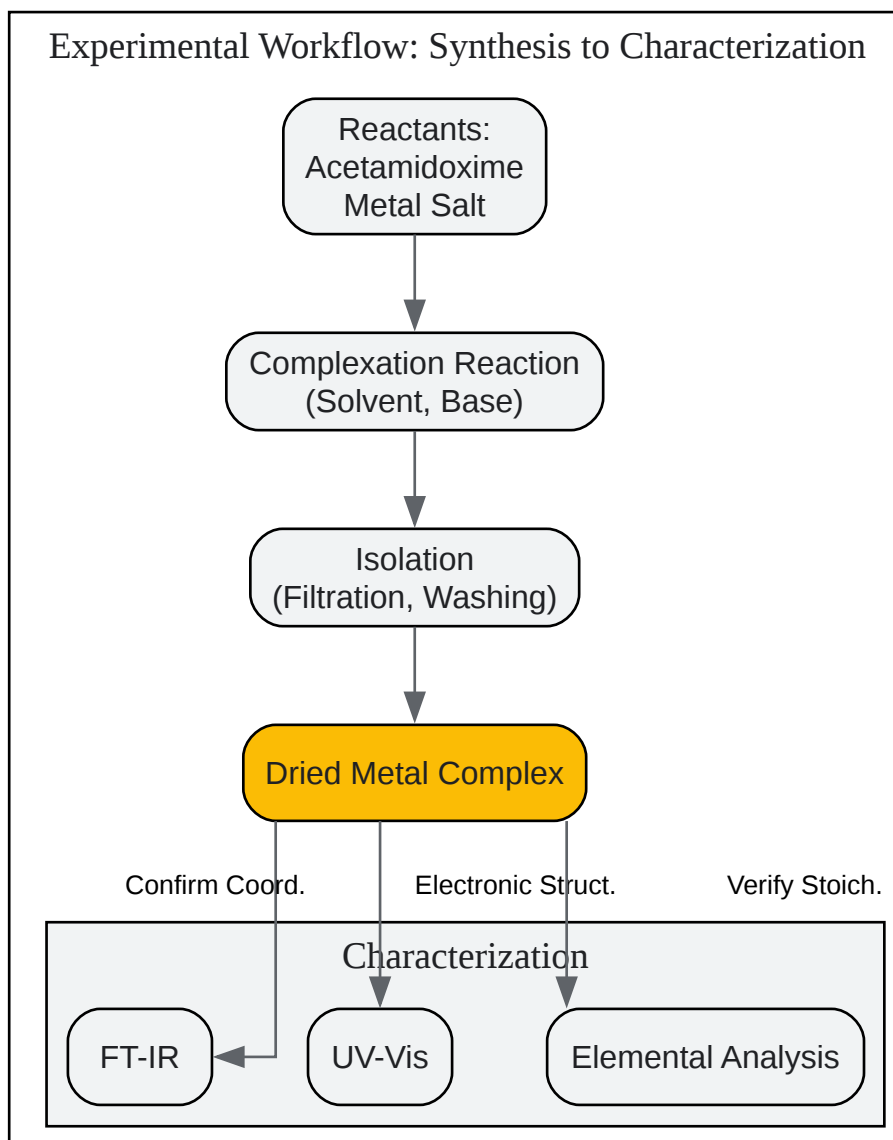 Experimental Workflow: Synthesis to Characterization
Reactants:
Acetamidoxime
Metal Salt
Complexation Reaction
(Solvent, Base)
Isolation
(Filtration, Washing)
Dried Metal Complex
Confirm Coord.
Electronic Struct.
Verify Stoich.
Characterization
FT-IR
UV-Vis
Elemental Analysis